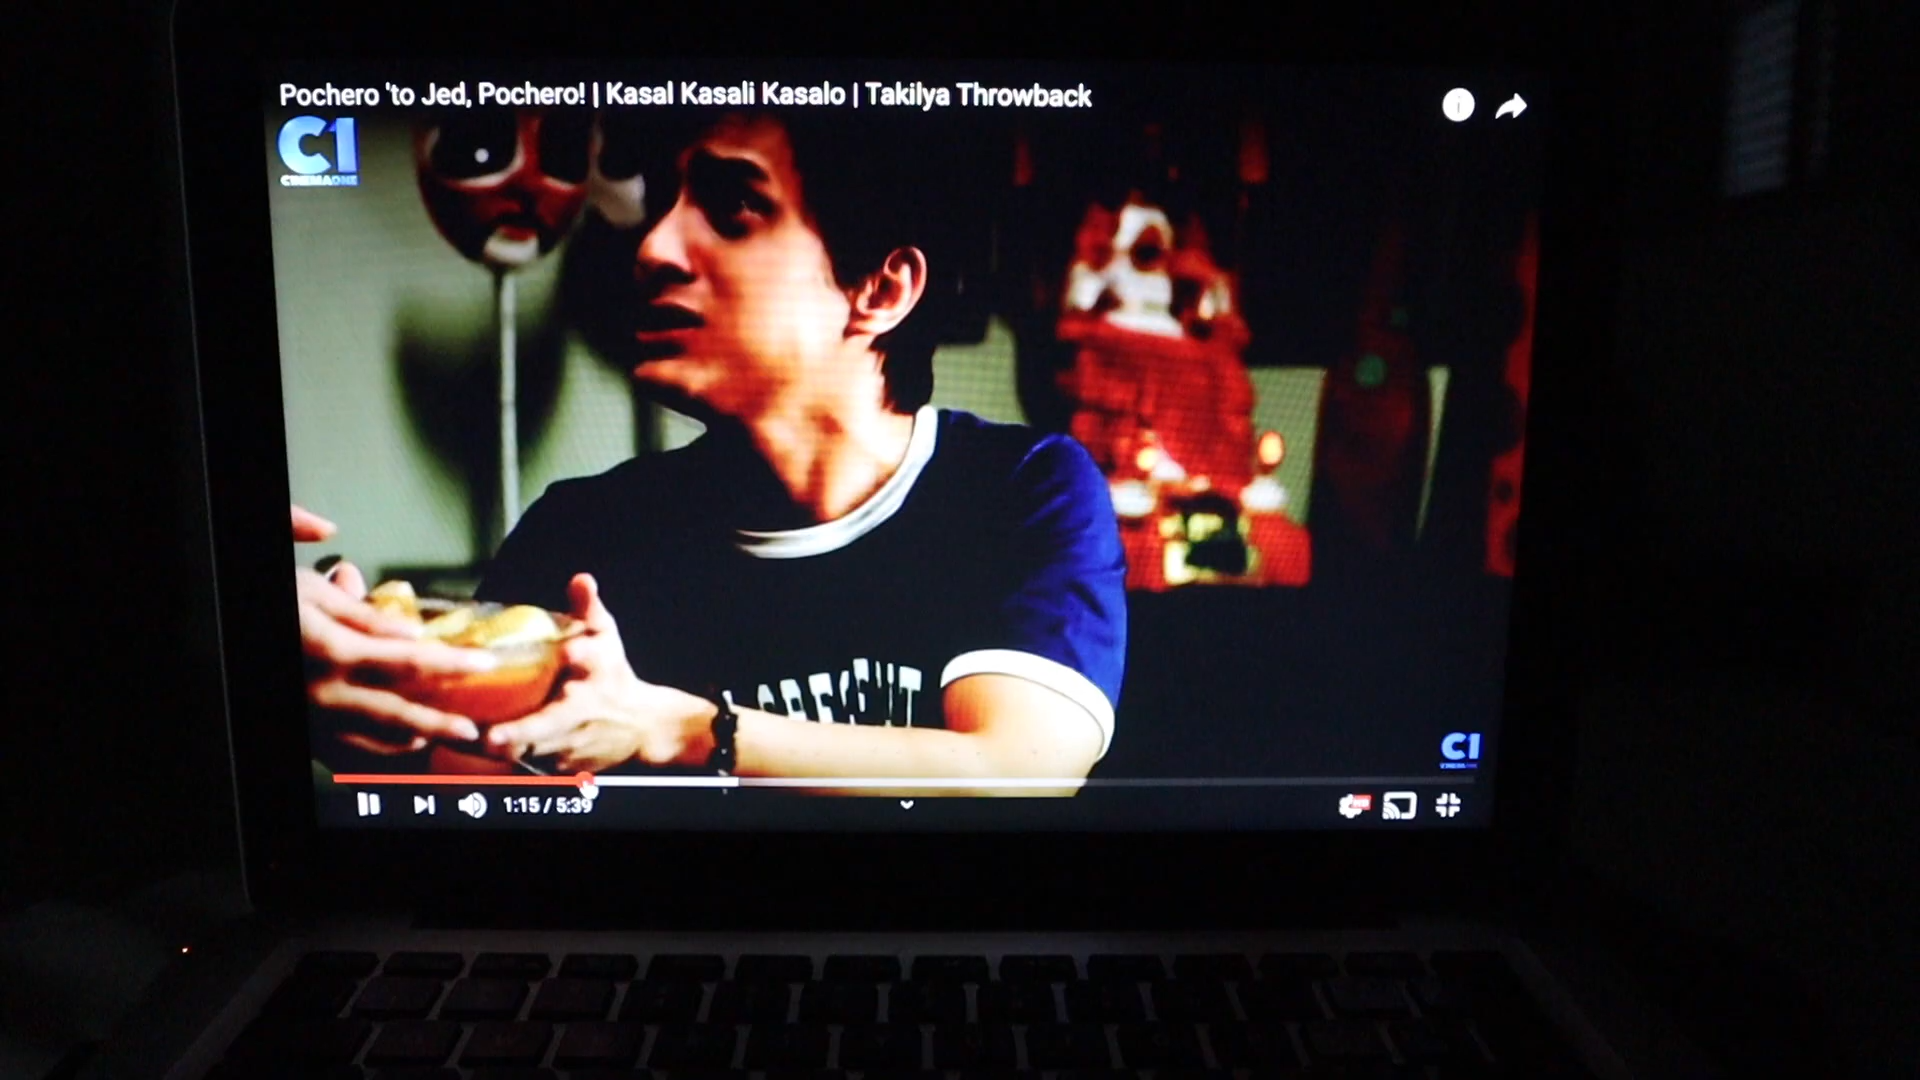 Pochero 'to Jed, Pochero! | Kasal Kasali Kasalo | Takilya Throwback
C1
CINEMAONE
C1
1:15 / 5:39